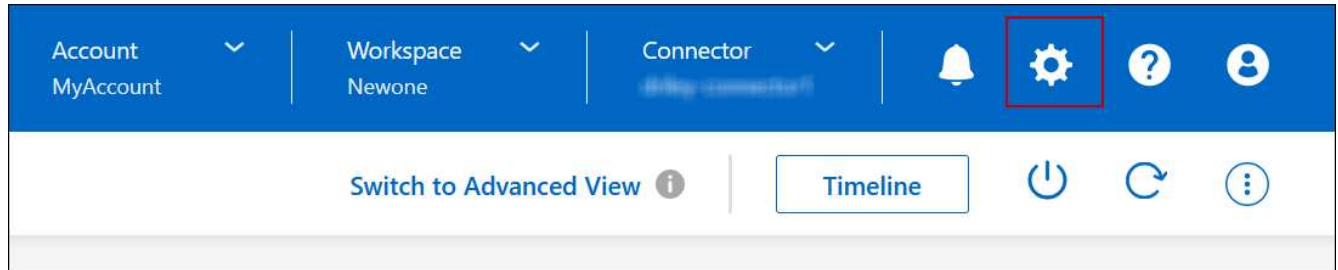 Account
MyAccount
Workspace
Newone
Connector
Switch to Advanced View
Timeline